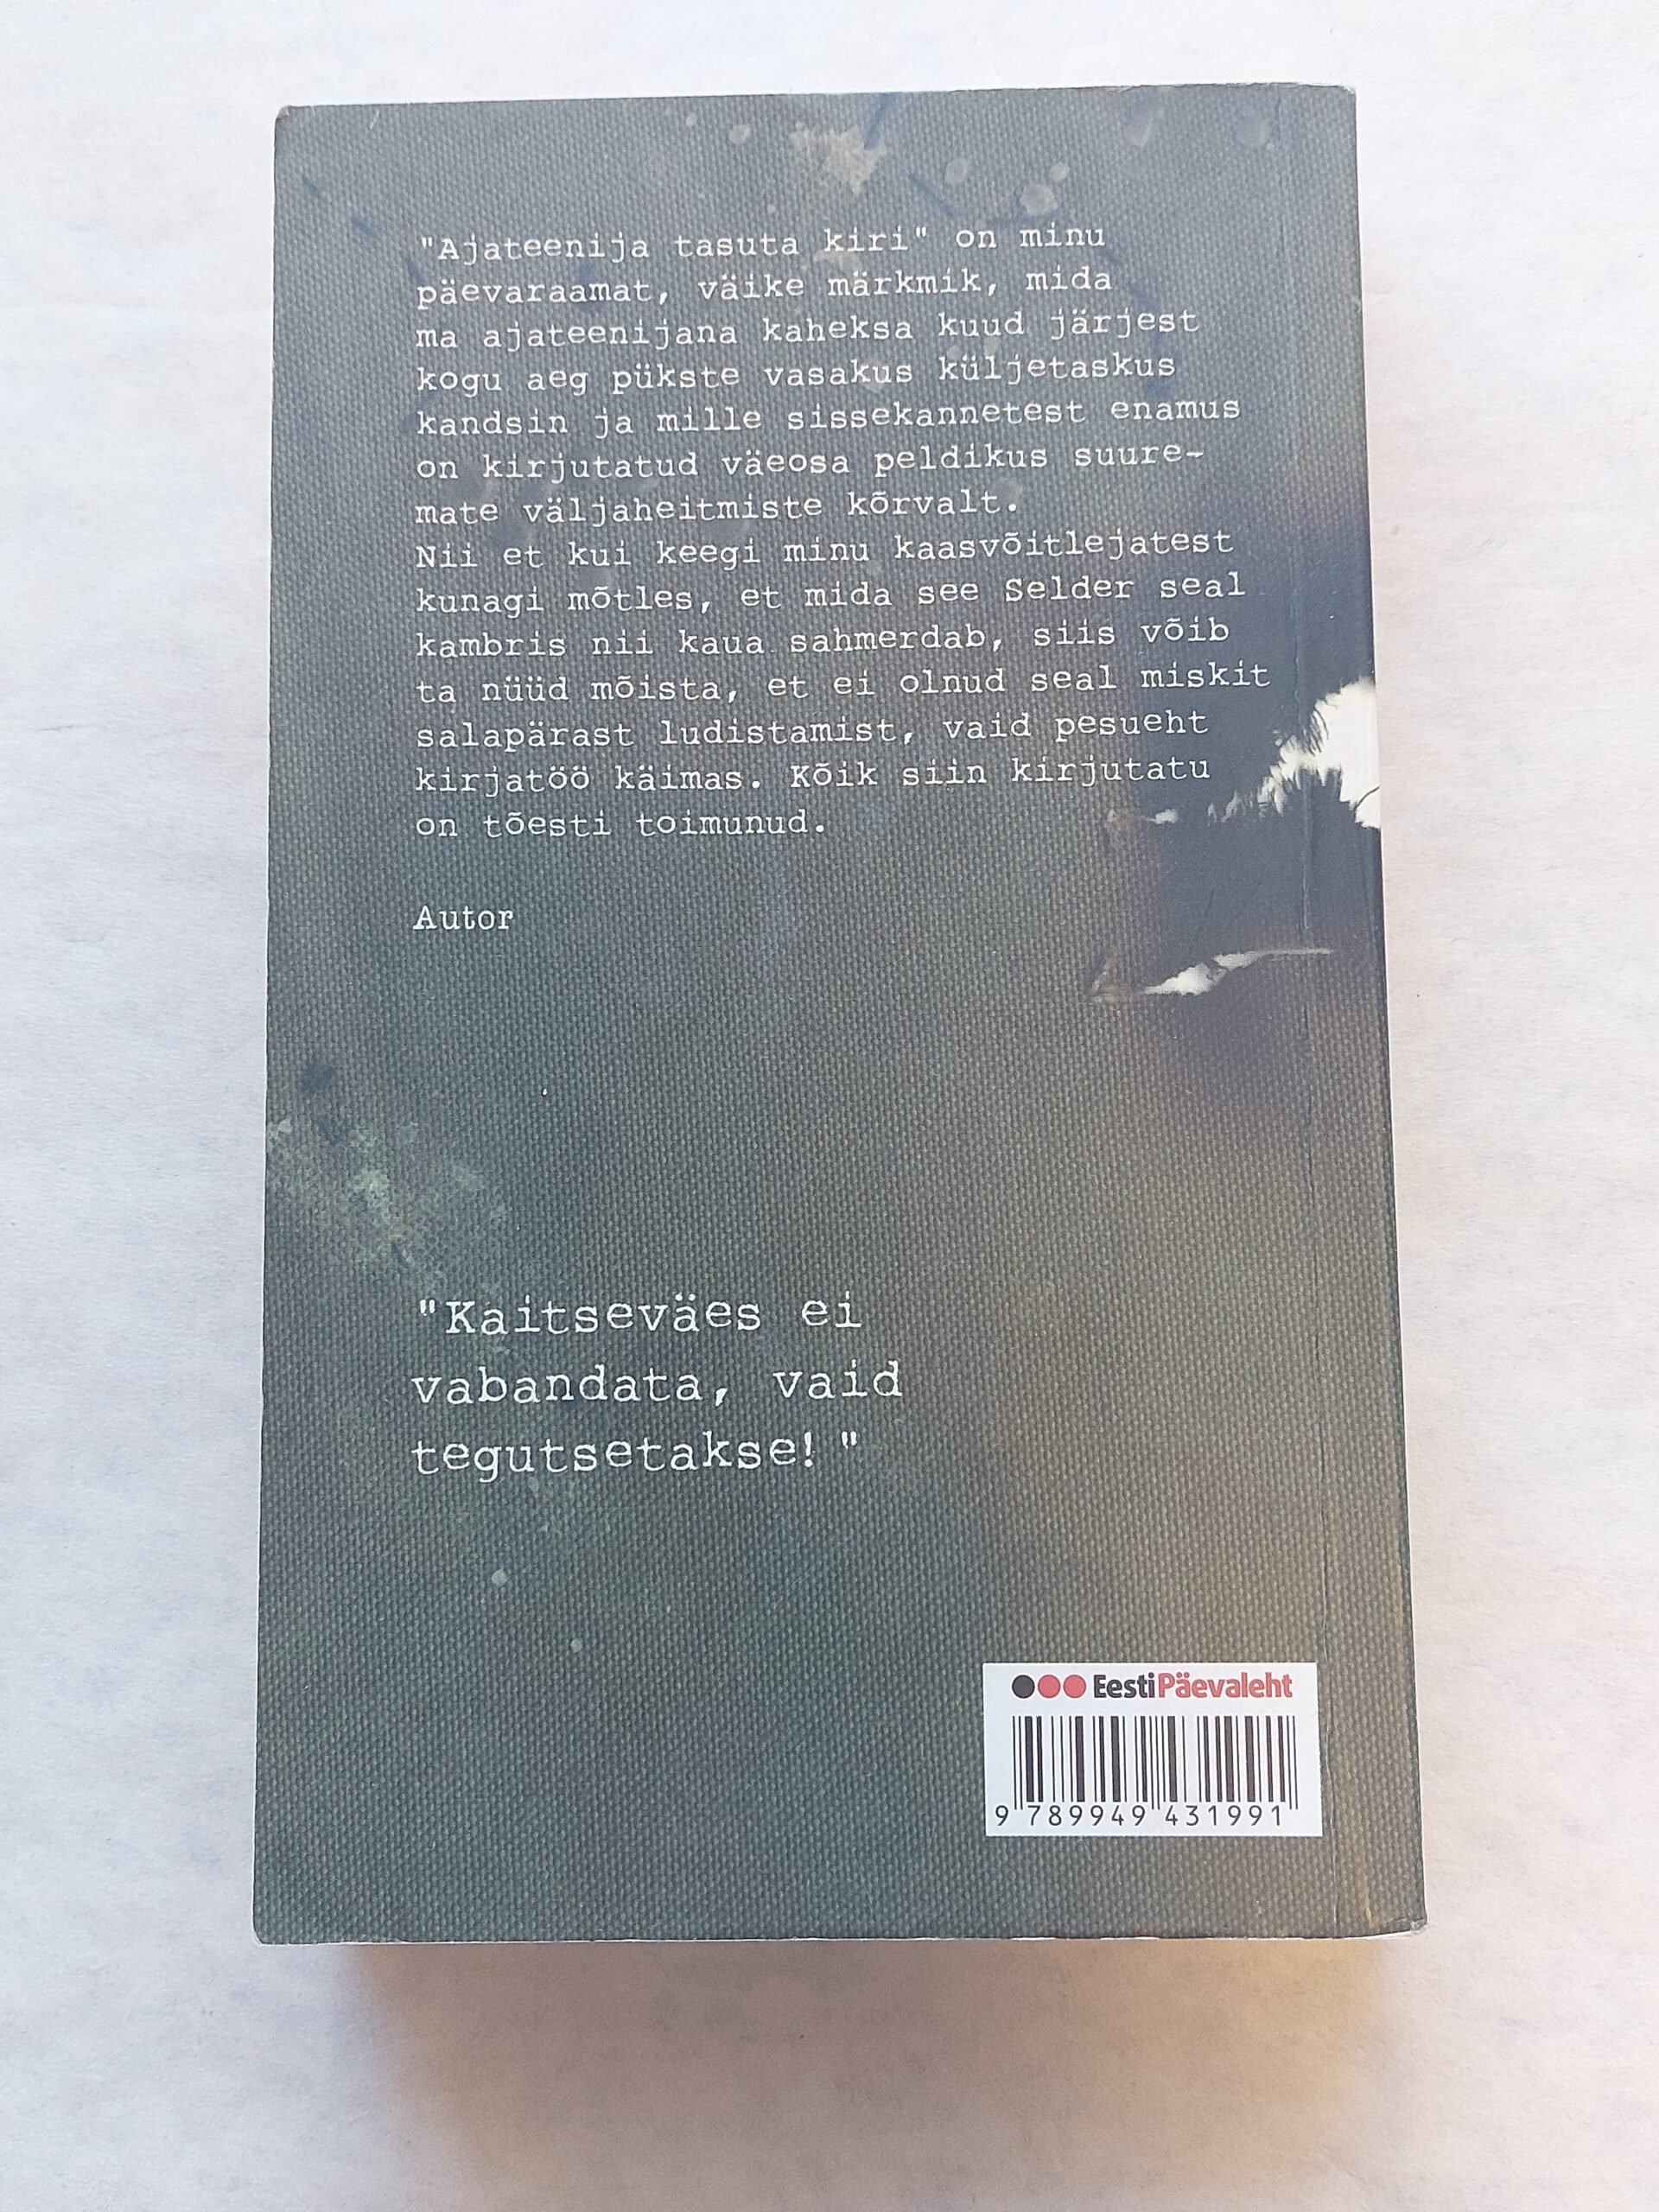 "Ajateenija tasuta kiri" on minu
päevaraamat, väike märkmik, mida
ma ajateenijana kaheksa kuud järjest
kogu aeg pükste vasakus küljetaskus
kandsin ja mille sissekannetest enamus
on kirjutatud väeosa peldikus suure-
mate väljaheitmiste kõrvalt.
Nii et kui keegi minu kaasvõitlejatest
kunagi mõtles, et mida see Selder seal
kambris nii kaua sahmerdab, siis võib
ta nüüd mõista, et ei olnud seal miskit
salapärast ludistamist, vaid pesueht
kirjatöö käimas. Kõik siin kirjutatu
on tõesti toimunud.
Autor
"Kaitseväes ei
vabandata, vaid
tegutsetakse! "
EestiPäevaleht
9 789949 431991